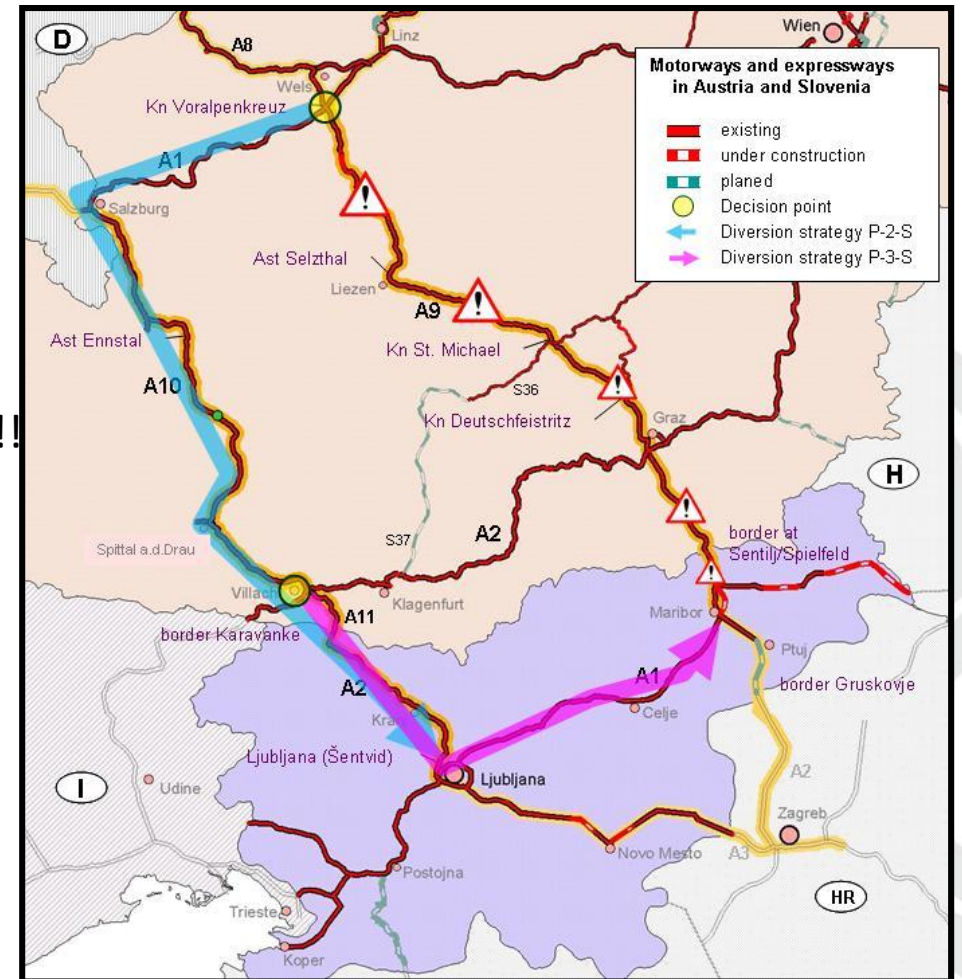 D
A8
Linz
Wien
Wels
Kn Voralpenkreuz
Motorways and expressways
in Austria and Slovenia
existing
under construction
planed
Decision point
Diversion strategy P-2-S
Diversion strategy P-3-S
A1
Salzburg
!
Ast Selzthal
Liezen
A9
!
Ast Ennstal
Kn St. Michael
A10
S36
!
Kn Deutschfeistritz
Graz
!!
H
A2
!
border at
Sentilj/Spielfeld
S37
Spittal a.d.Drau
!
Villach
Klagenfurt
Maribor
A11
border Karavanke
Ptuj
A2
A1
border Gruskovje
Kran
Celje
Ljubljana (Šentvid)
I
Udine
Ljubljana
A2
Zagreb
Novo Mesto
A3
Postojna
HR
Trieste
Koper